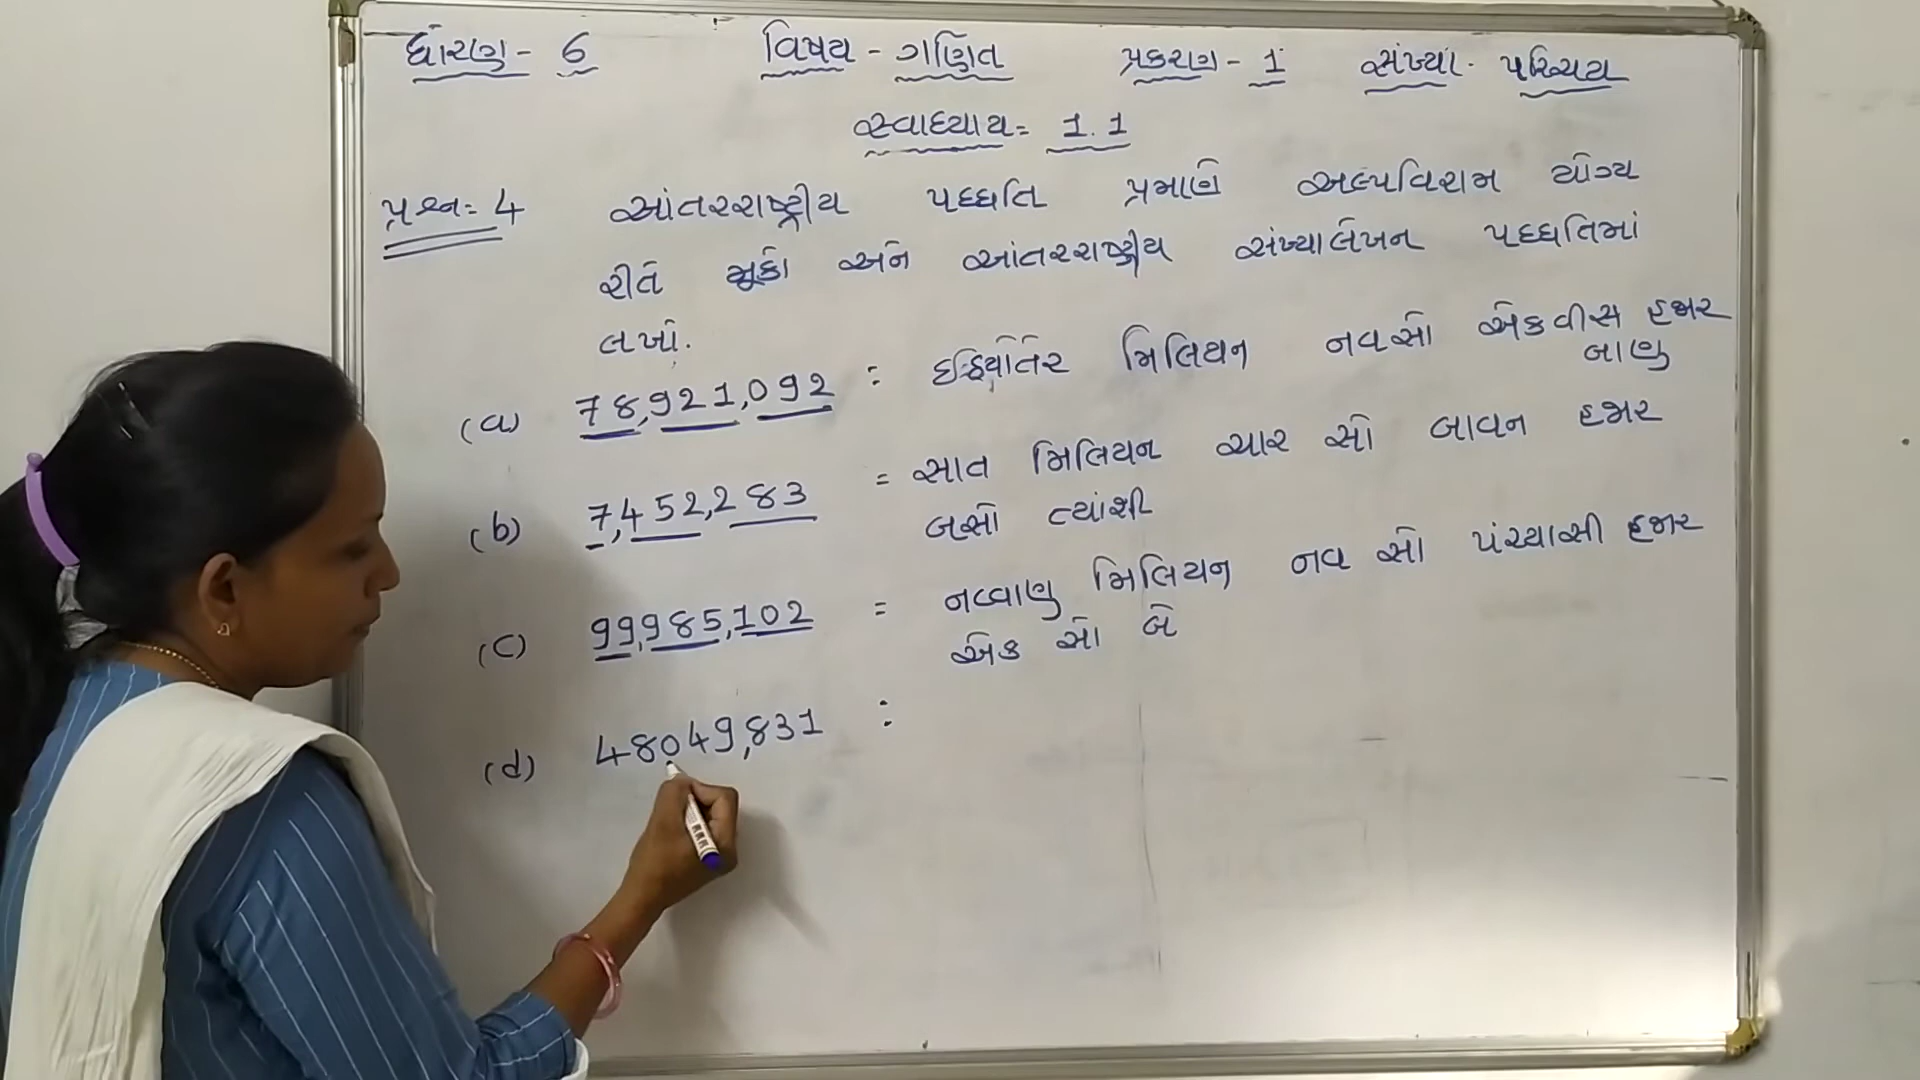 ધોરણ - 6 વિષય - ગણિત પ્રકરણ - 1 સંખ્યા પરિચય
સ્વાધ્યાય = 1.1
પ્રશ્ન = 4 આંતરરાષ્ટ્રીય પદ્ધતિ પ્રમાણે અલ્પવિરામ યોગ્ય
રીતે મૂકો અને આંતરરાષ્ટ્રીય સંખ્યાલેખન પદ્ધતિમાં
લખો.
(a) 78,921,092 : ઇઠ્યોતેર મિલિયન નવસો એકવીસ હજાર
બાણુ
(b) 7,452,283 = સાત મિલિયન ચાર સો બાવન હજાર
બસો ત્યાંશી
(c) 99,985,102 = નવ્વાણુ મિલિયન નવ સો પંચ્યાસી હજાર
એક સો બે
(d) 48049,831 :